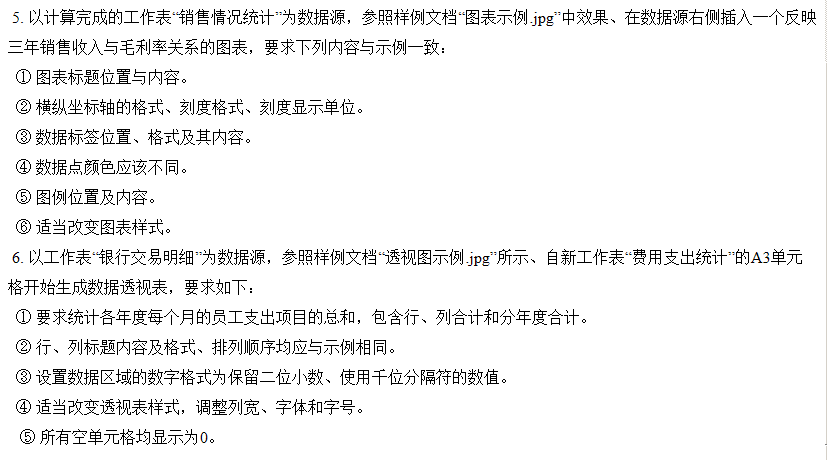 5. 以计算完成的工作表“销售情况统计”为数据源，参照样例文档“图表示例.jpg”中效果、在数据源右侧插入一个反映
三年销售收入与毛利率关系的图表，要求下列内容与示例一致：
① 图表标题位置与内容。
② 横纵坐标轴的格式、刻度格式、刻度显示单位。
③ 数据标签位置、格式及其内容。
④ 数据点颜色应该不同。
⑤ 图例位置及内容。
⑥ 适当改变图表样式。
6. 以工作表“银行交易明细”为数据源，参照样例文档“透视图示例.jpg”所示、自新工作表“费用支出统计”的A3单元
格开始生成数据透视表，要求如下：
① 要求统计各年度每个月的员工支出项目的总和，包含行、列合计和分年度合计。
② 行、列标题内容及格式、排列顺序均应与示例相同。
③ 设置数据区域的数字格式为保留二位小数、使用千位分隔符的数值。
④ 适当改变透视表样式，调整列宽、字体和字号。
⑤ 所有空单元格均显示为0。